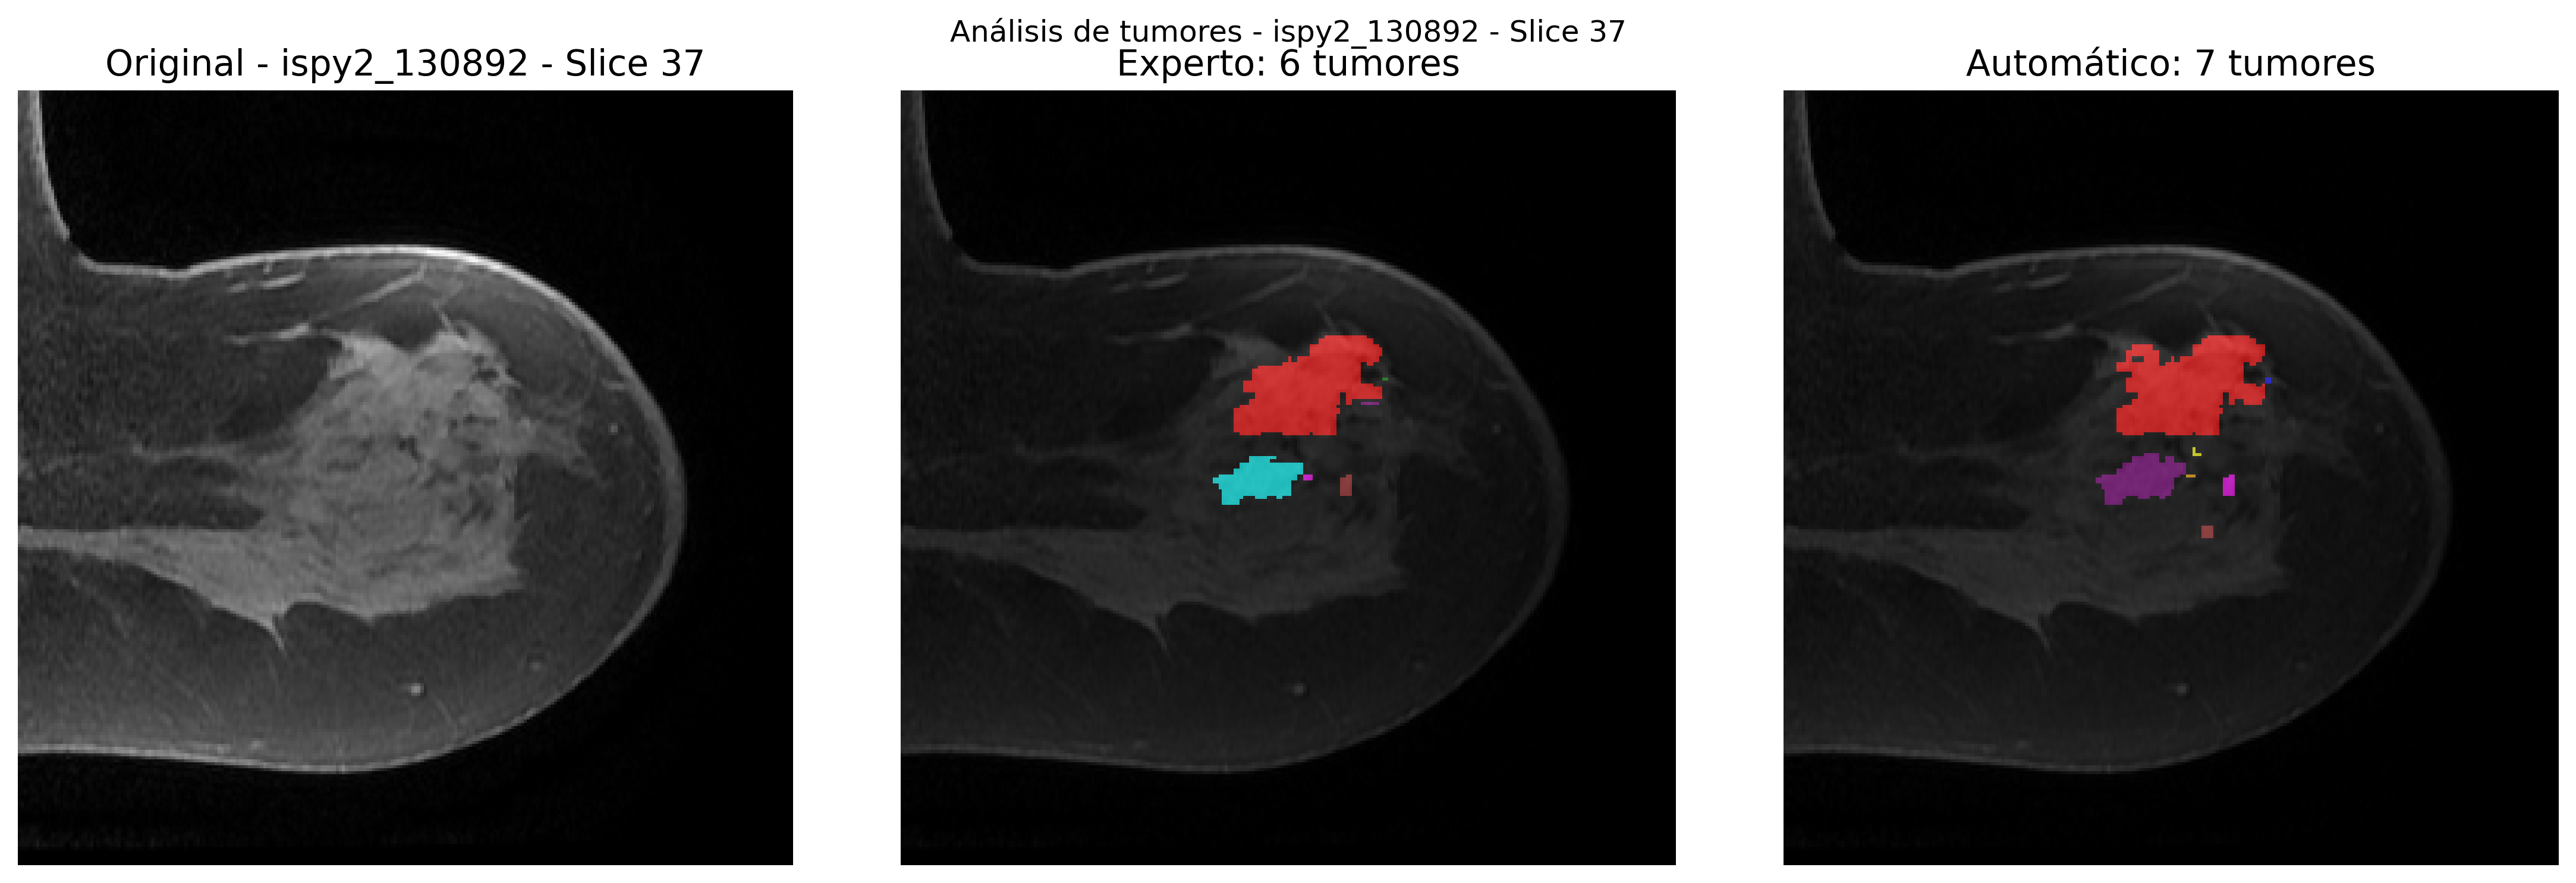 Análisis de tumores - ispy2_130892 - Slice 37
Original - ispy2_130892 - Slice 37
Experto: 6 tumores
Automático: 7 tumores